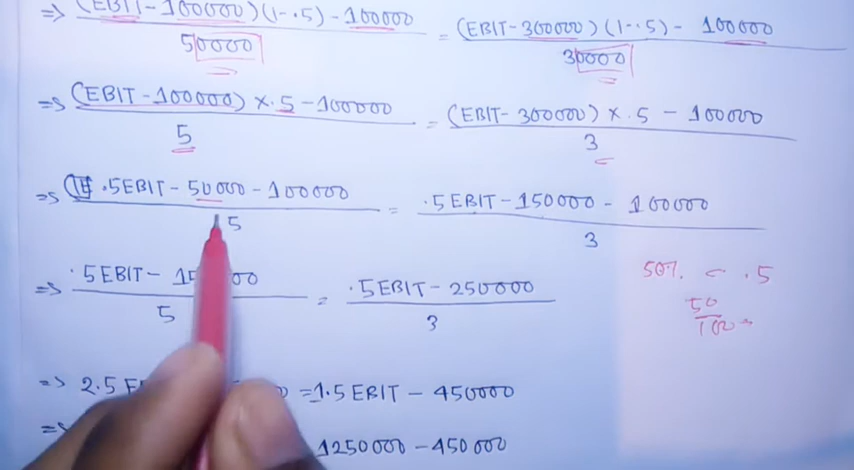 => (EBIT-100000)(1-.5)-100000 / 50000 = (EBIT-300000)(1-.5)-100000 / 30000
=> (EBIT-100000)×.5-100000 / 5 = (EBIT-300000)×.5-100000 / 3
=> .5EBIT-50000-100000 / 5 = .5EBIT-150000-100000 / 3
50% .5
=> .5EBIT- / 5 = .5EBIT-250000 / 3
50 / 100
=> 2.5 =1.5EBIT-450000
=> 1250000-450000